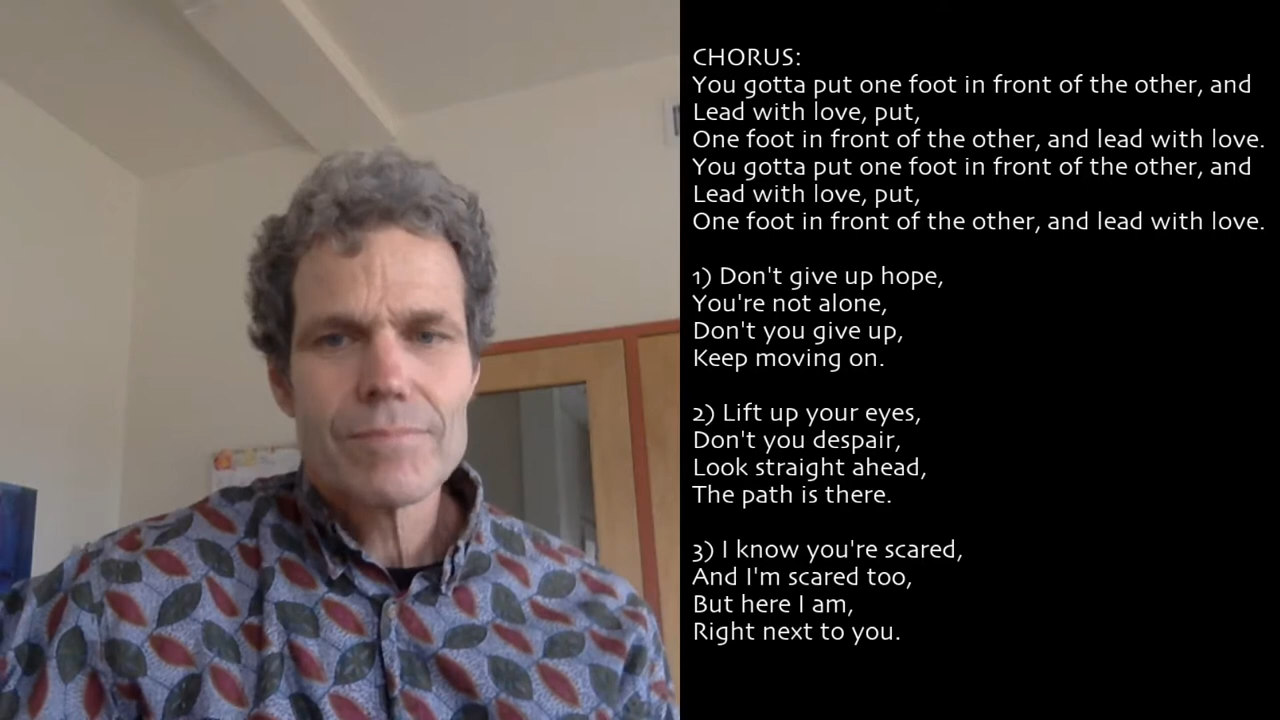 CHORUS:
You gotta put one foot in front of the other, and
Lead with love, put,
One foot in front of the other, and lead with love.
You gotta put one foot in front of the other, and
Lead with love, put,
One foot in front of the other, and lead with love.
1) Don't give up hope,
You're not alone,
Don't you give up,
Keep moving on.
2) Lift up your eyes,
Don't you despair,
Look straight ahead,
The path is there.
3) I know you're scared,
And I'm scared too,
But here I am,
Right next to you.